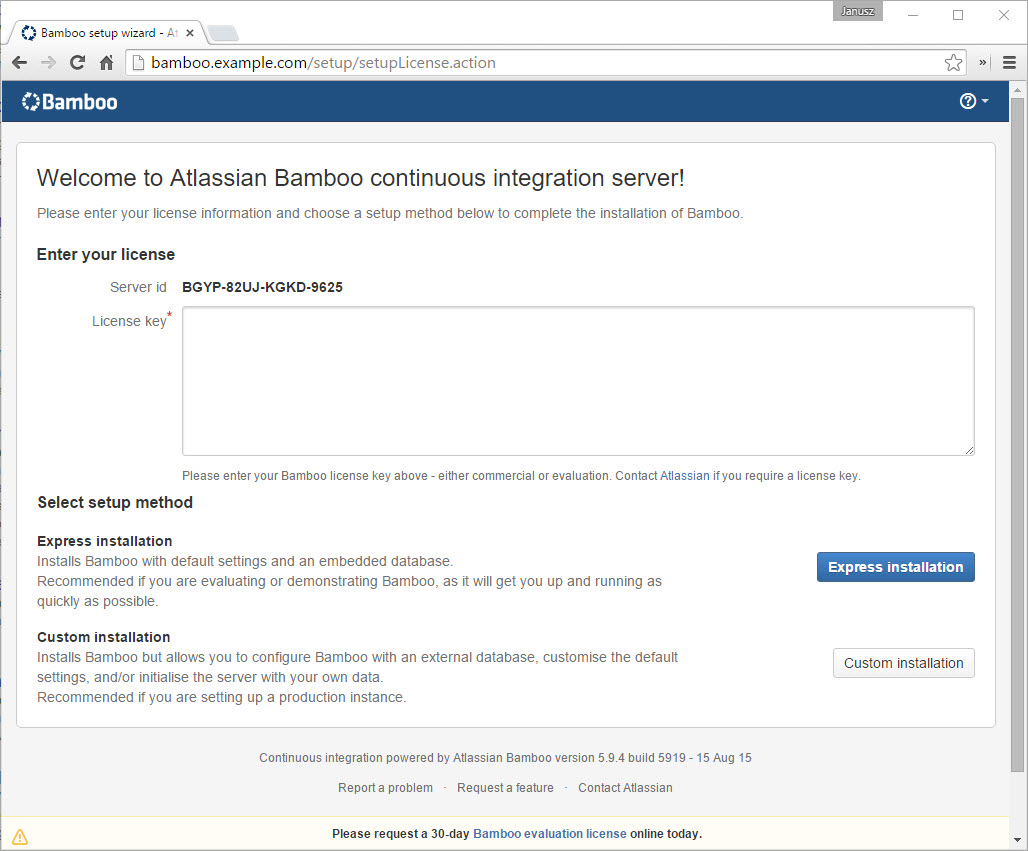 Janusz
Bamboo setup wizard - At
bamboo.example.com/setup/setupLicense.action
»
Bamboo
Welcome to Atlassian Bamboo continuous integration server!
Please enter your license information and choose a setup method below to complete the installation of Bamboo.
Enter your license
Server id BGYP-82UJ-KGKD-9625
License key*
Please enter your Bamboo license key above - either commercial or evaluation. Contact Atlassian if you require a license key.
Select setup method
Express installation
Installs Bamboo with default settings and an embedded database.
Recommended if you are evaluating or demonstrating Bamboo, as it will get you up and running as
quickly as possible.
Express installation
Custom installation
Installs Bamboo but allows you to configure Bamboo with an external database, customise the default
settings, and/or initialise the server with your own data.
Recommended if you are setting up a production instance.
Custom installation
Continuous integration powered by Atlassian Bamboo version 5.9.4 build 5919 - 15 Aug 15
Report a problem · Request a feature · Contact Atlassian
Please request a 30-day Bamboo evaluation license online today.